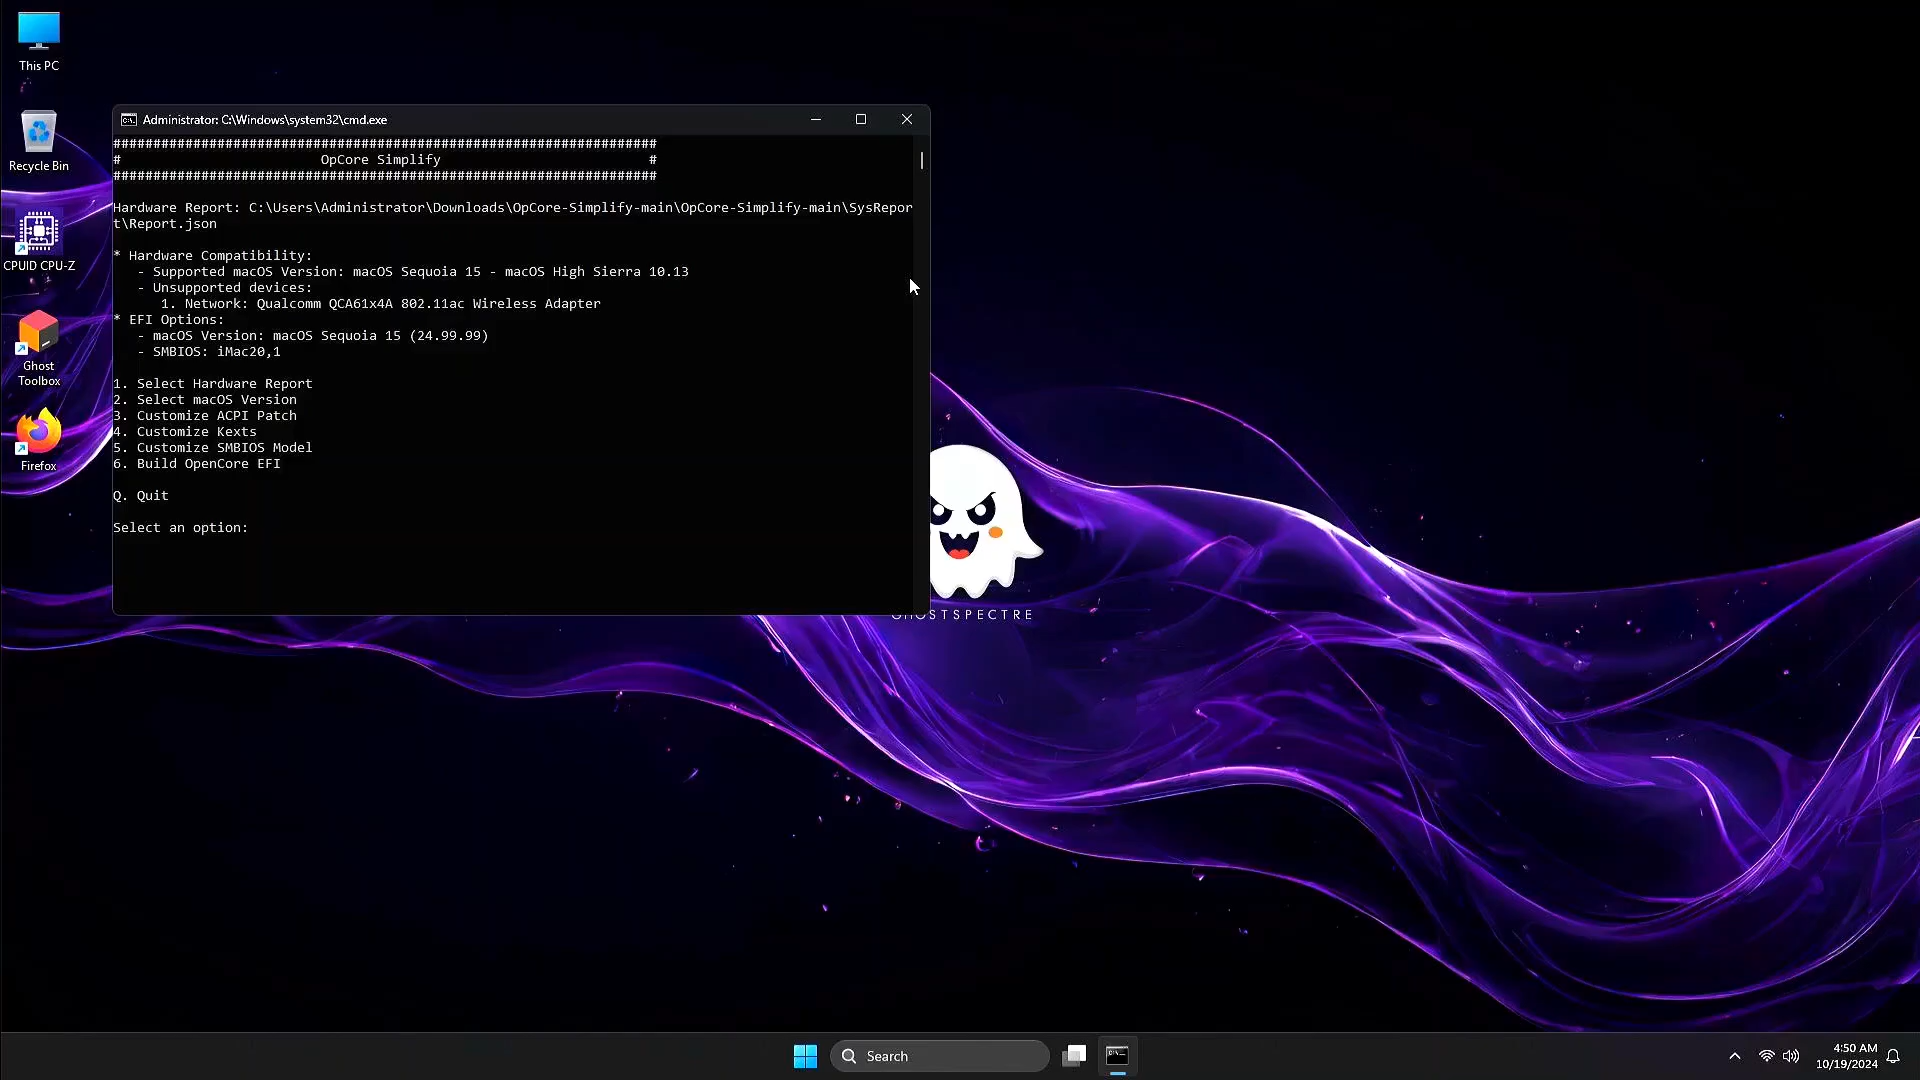 This PC
Recycle Bin
CPUID CPU-Z
Ghost
Toolbox
Firefox
Administrator: C:\Windows\system32\cmd.exe
####################################################################
#                         OpCore Simplify                          #
####################################################################
Hardware Report: C:\Users\Administrator\Downloads\OpCore-Simplify-main\OpCore-Simplify-main\SysRepor
t\Report.json
* Hardware Compatibility:
- Supported macOS Version: macOS Sequoia 15 - macOS High Sierra 10.13
- Unsupported devices:
1. Network: Qualcomm QCA61x4A 802.11ac Wireless Adapter
* EFI Options:
- macOS Version: macOS Sequoia 15 (24.99.99)
- SMBIOS: iMac20,1
1. Select Hardware Report
2. Select macOS Version
3. Customize ACPI Patch
4. Customize Kexts
5. Customize SMBIOS Model
6. Build OpenCore EFI
Q. Quit
Select an option:
GHOSTSPECTRE
Search
4:50 AM
10/19/2024